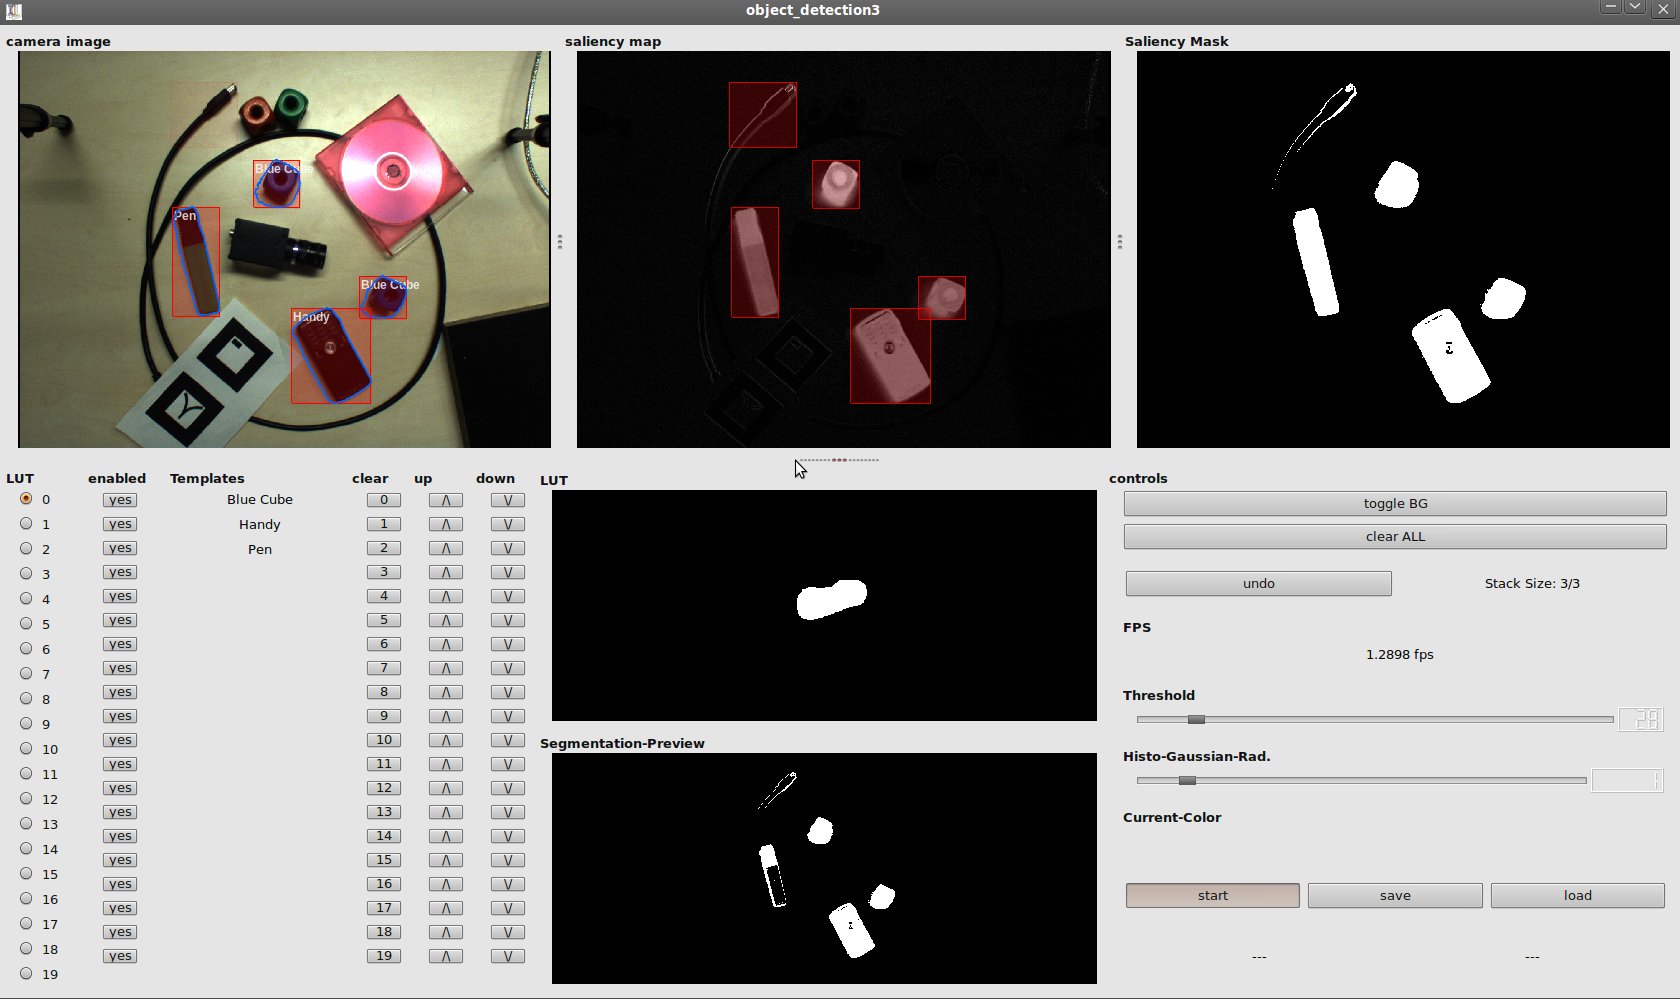 object_detection3
camera image
saliency map
Saliency Mask
Blue Cube
Pen
Blue Cube
Handy
LUT enabled Templates clear up down
0 yes Blue Cube 0 /\ \/
1 yes Handy 1 /\ \/
2 yes Pen 2 /\ \/
3 yes 3 /\ \/
4 yes 4 /\ \/
5 yes 5 /\ \/
6 yes 6 /\ \/
7 yes 7 /\ \/
8 yes 8 /\ \/
9 yes 9 /\ \/
10 yes 10 /\ \/
11 yes 11 /\ \/
12 yes 12 /\ \/
13 yes 13 /\ \/
14 yes 14 /\ \/
15 yes 15 /\ \/
16 yes 16 /\ \/
17 yes 17 /\ \/
18 yes 18 /\ \/
19 yes 19 /\ \/
LUT
Segmentation-Preview
controls
toggle BG
clear ALL
undo Stack Size: 3/3
FPS
1.2898 fps
Threshold
28
Histo-Gaussian-Rad.
1
Current-Color
start save load
--- ---